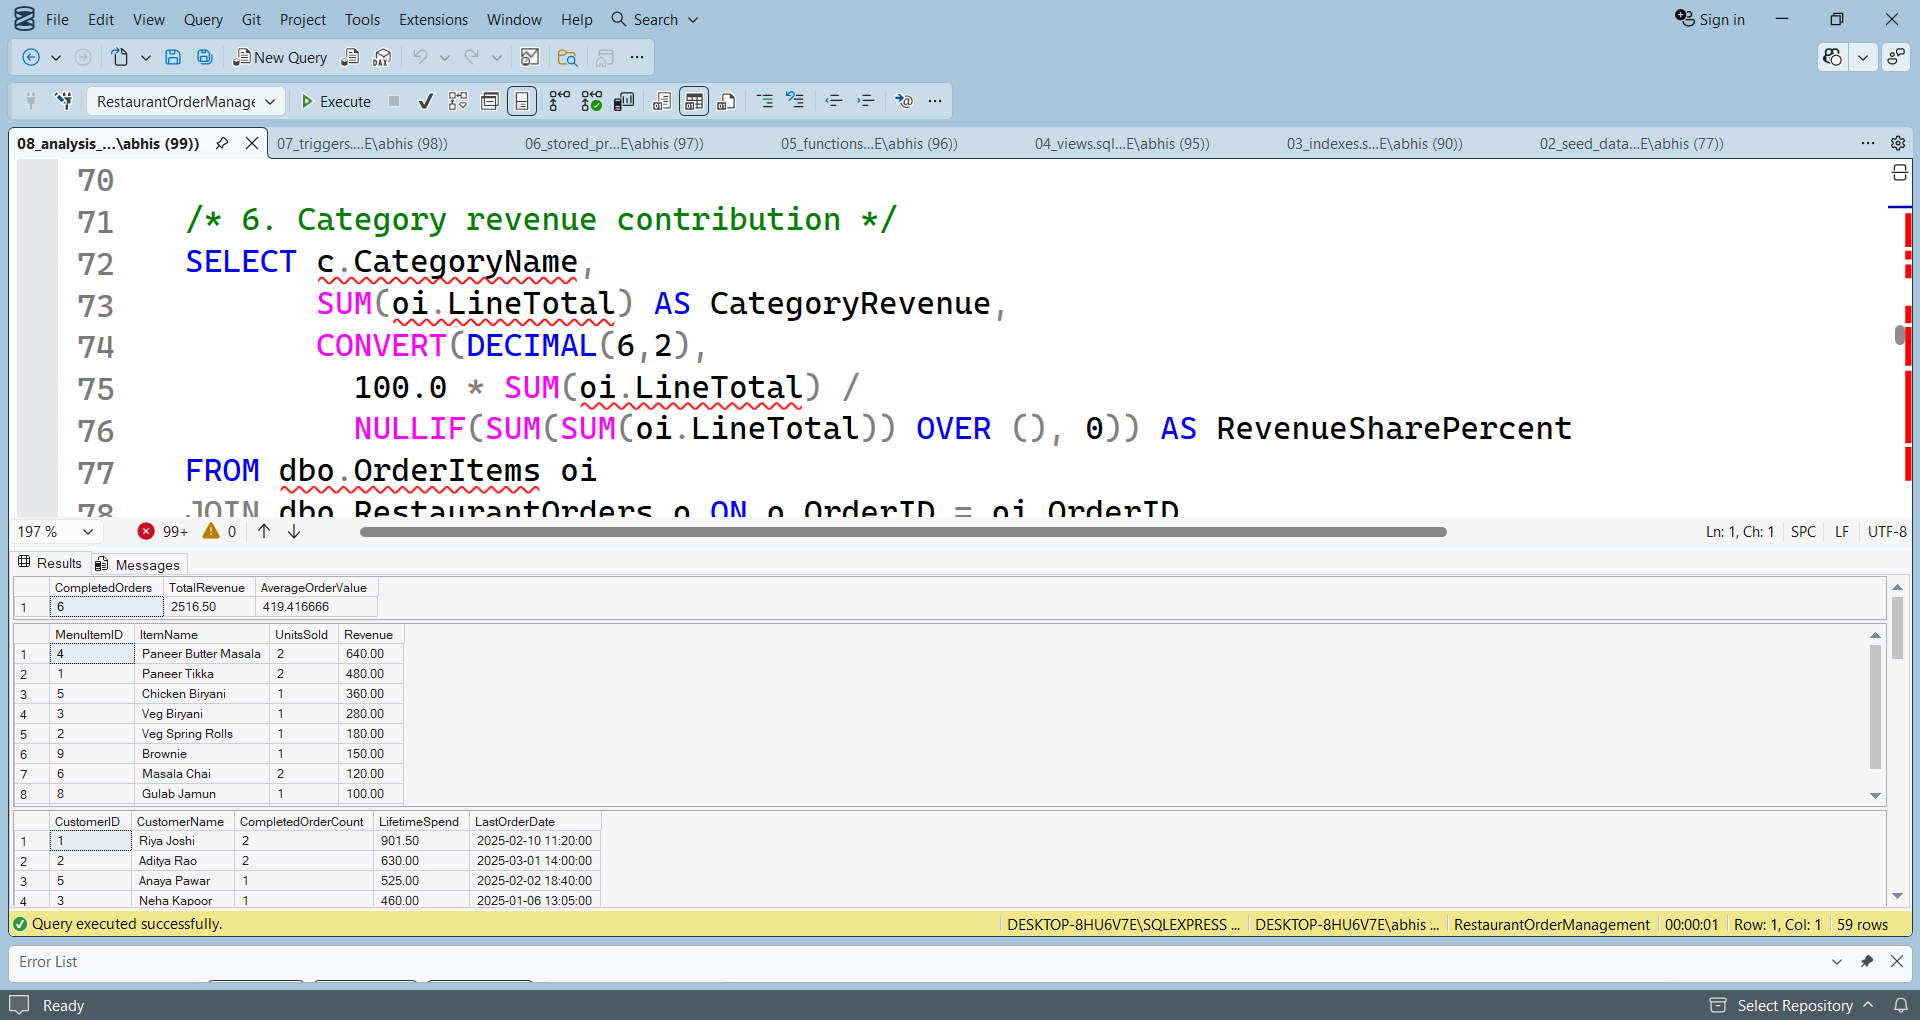 File Edit View Query Git Project Tools Extensions Window Help Search Sign in
New Query
RestaurantOrderManage Execute
08_analysis_...\abhis (99)) 07_triggers....E\abhis (98)) 06_stored_pr...E\abhis (97)) 05_functions...E\abhis (96)) 04_views.sql...E\abhis (95)) 03_indexes.s...E\abhis (90)) 02_seed_data...E\abhis (77))
70
71 /* 6. Category revenue contribution */
72 SELECT c.CategoryName,
73 SUM(oi.LineTotal) AS CategoryRevenue,
74 CONVERT(DECIMAL(6,2),
75 100.0 * SUM(oi.LineTotal) /
76 NULLIF(SUM(SUM(oi.LineTotal)) OVER (), 0)) AS RevenueSharePercent
77 FROM dbo.OrderItems oi
78 JOIN dbo.RestaurantOrders o ON o.OrderID = oi.OrderID
197 % 99+ 0 Ln: 1, Ch: 1 SPC LF UTF-8
Results Messages
CompletedOrders TotalRevenue AverageOrderValue
1 6 2516.50 419.416666
MenuItemID ItemName UnitsSold Revenue
1 4 Paneer Butter Masala 2 640.00
2 1 Paneer Tikka 2 480.00
3 5 Chicken Biryani 1 360.00
4 3 Veg Biryani 1 280.00
5 2 Veg Spring Rolls 1 180.00
6 9 Brownie 1 150.00
7 6 Masala Chai 2 120.00
8 8 Gulab Jamun 1 100.00
CustomerID CustomerName CompletedOrderCount LifetimeSpend LastOrderDate
1 1 Riya Joshi 2 901.50 2025-02-10 11:20:00
2 2 Aditya Rao 2 630.00 2025-03-01 14:00:00
3 5 Anaya Pawar 1 525.00 2025-02-02 18:40:00
4 3 Neha Kapoor 1 460.00 2025-01-06 13:05:00
Query executed successfully. DESKTOP-8HU6V7E\SQLEXPRESS ... DESKTOP-8HU6V7E\abhis ... RestaurantOrderManagement 00:00:01 Row: 1, Col: 1 59 rows
Error List
Ready Select Repository